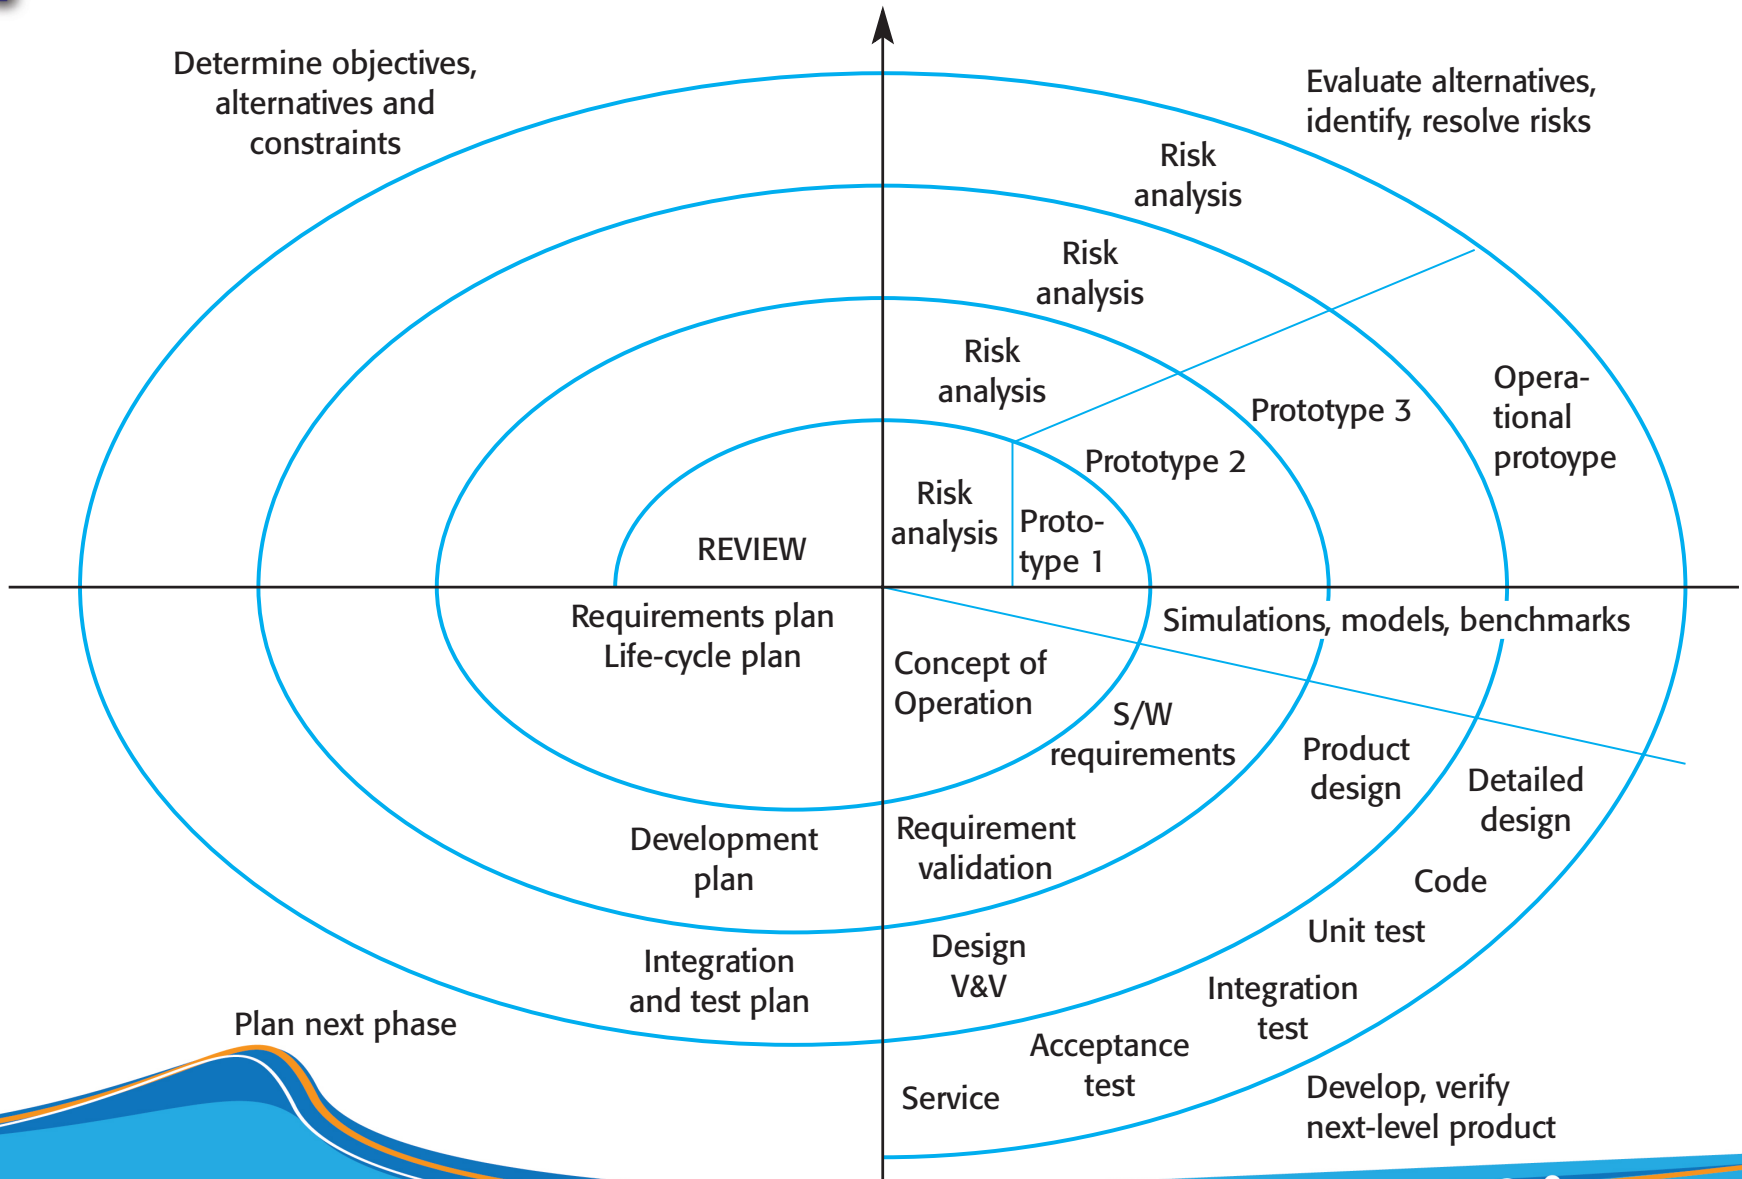 Determine objectives,
alternatives and
constraints
Evaluate alternatives,
identify, resolve risks
Risk
analysis
Risk
analysis
Risk
analysis
Risk
analysis
Proto-
type 1
Prototype 2
Prototype 3
Opera-
tional
protoype
REVIEW
Requirements plan
Life-cycle plan
Simulations, models, benchmarks
Concept of
Operation
S/W
requirements
Product
design
Detailed
design
Development
plan
Requirement
validation
Code
Unit test
Integration
and test plan
Design
V&V
Integration
test
Acceptance
test
Service
Plan next phase
Develop, verify
next-level product